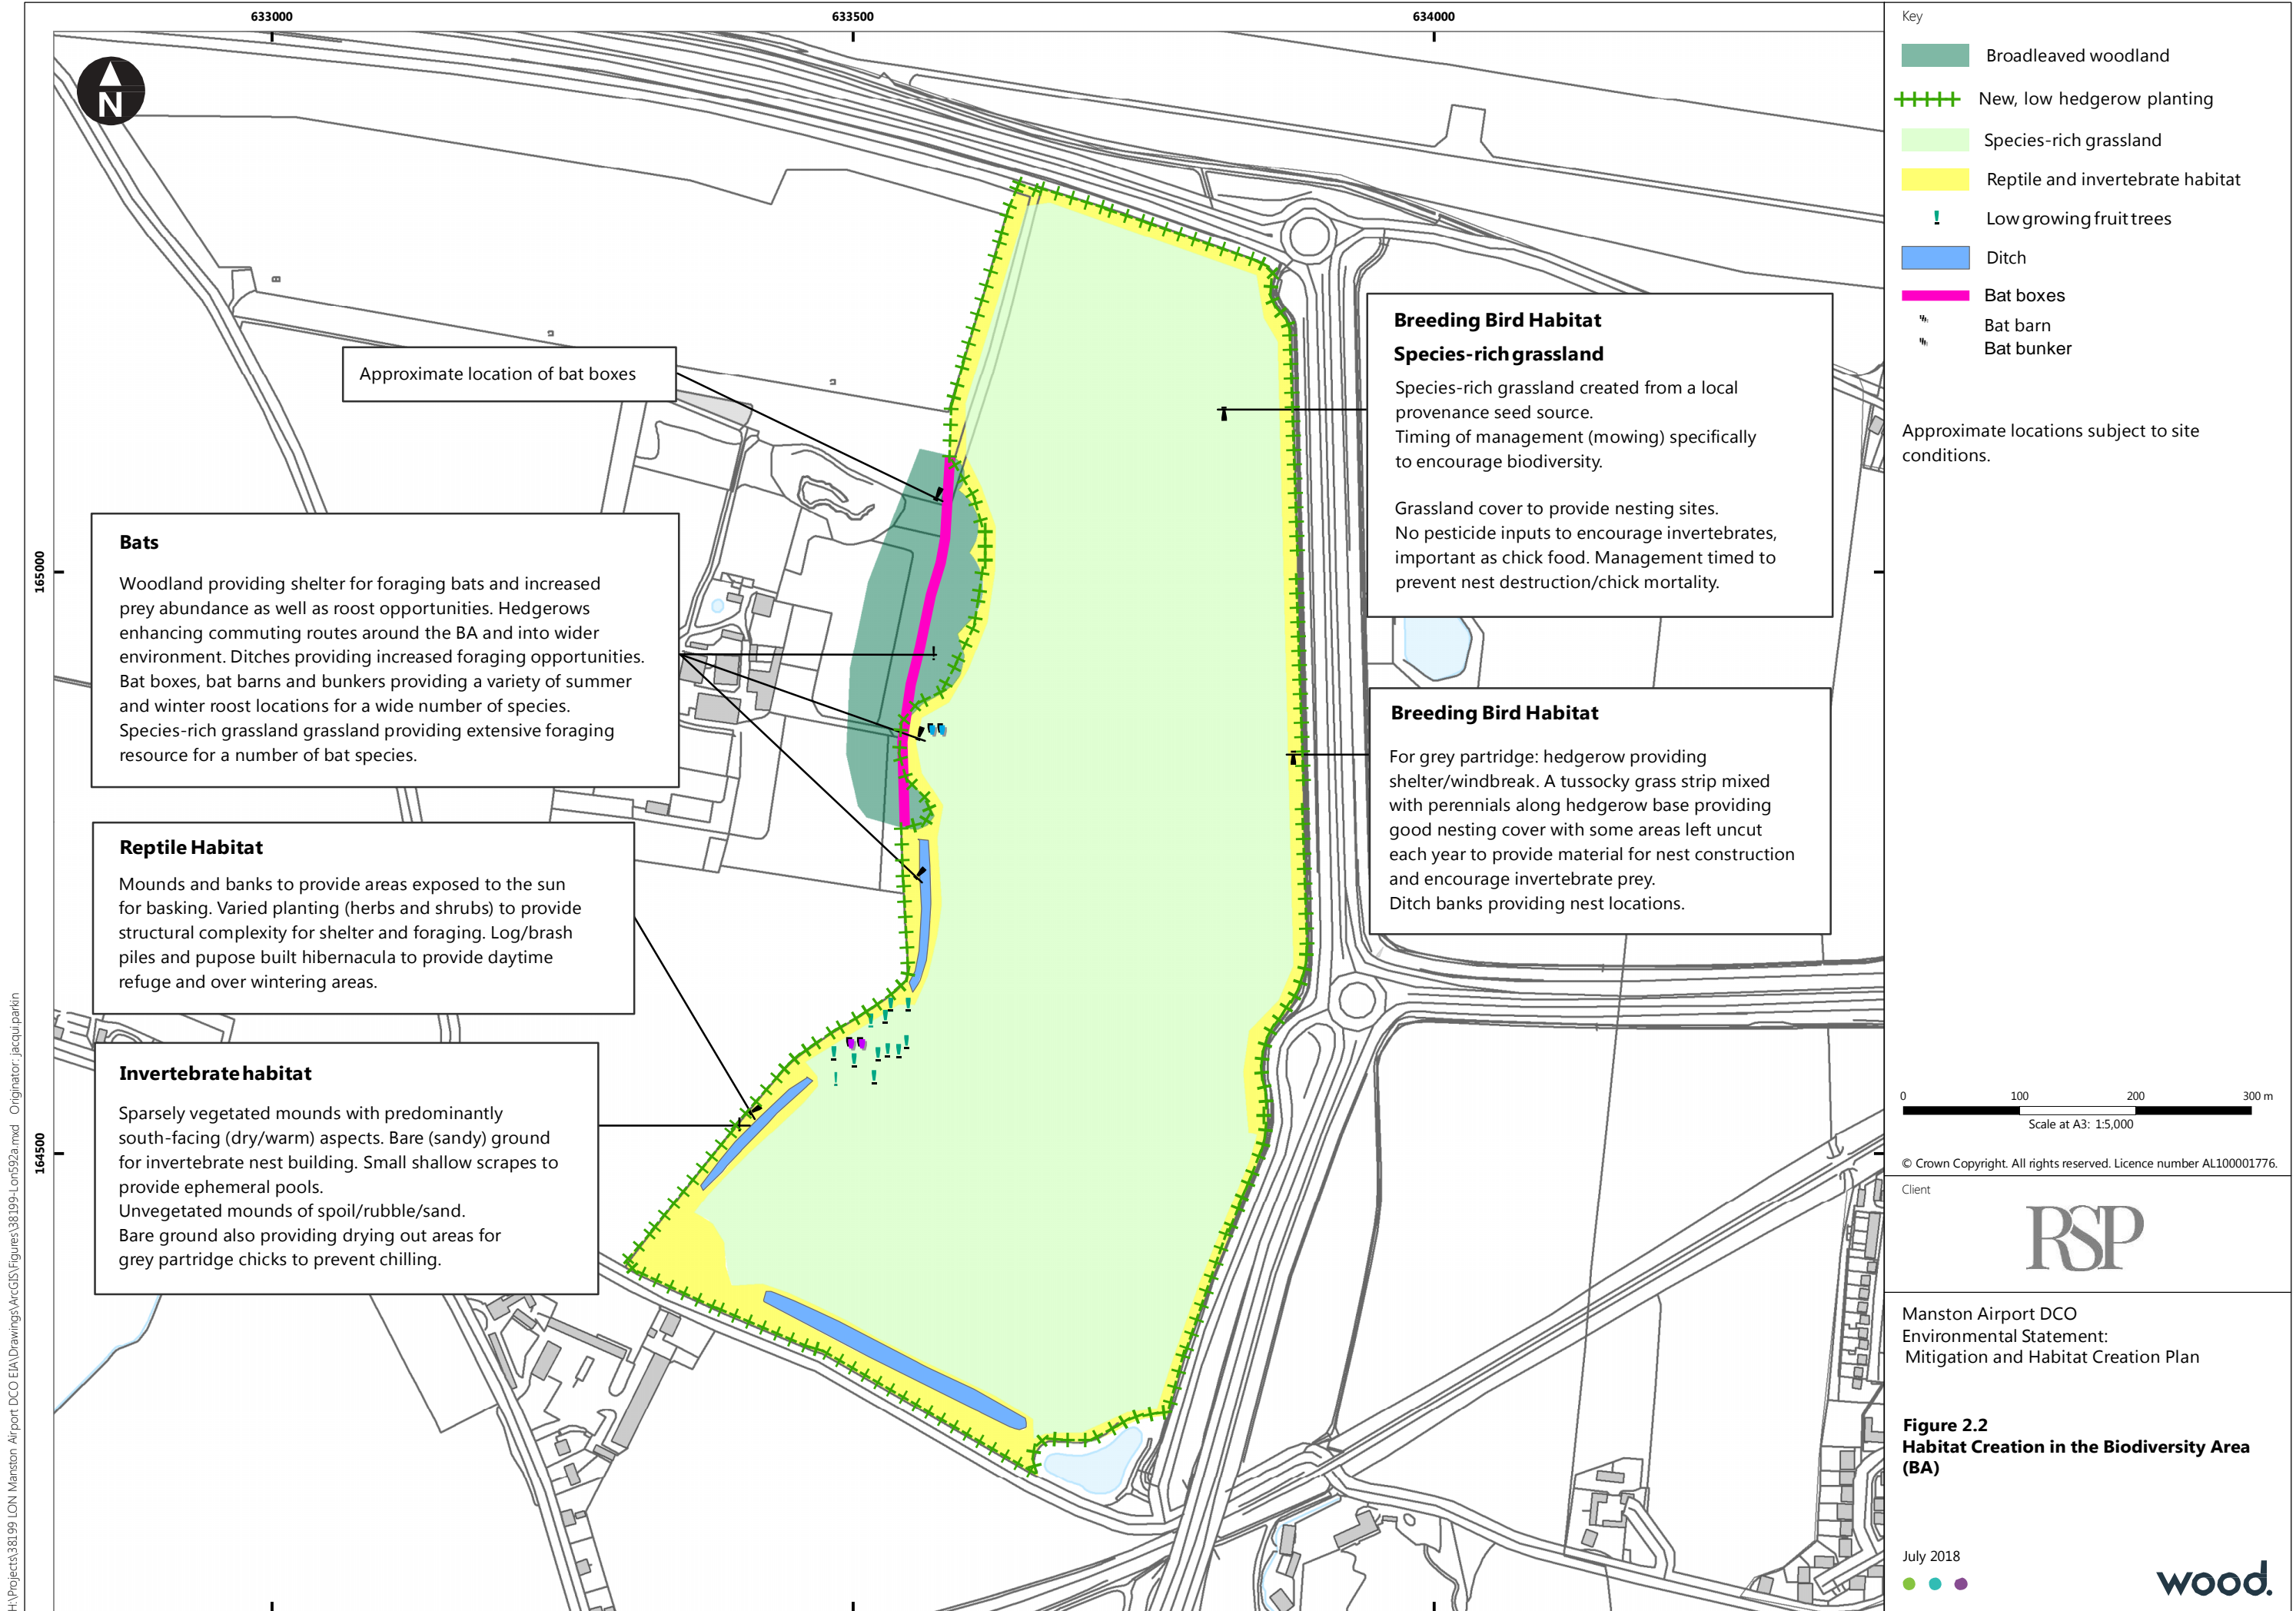 633000
633500
634000
165000
164500
N
Approximate location of bat boxes
Bats
Woodland providing shelter for foraging bats and increased
prey abundance as well as roost opportunities. Hedgerows
enhancing commuting routes around the BA and into wider
environment. Ditches providing increased foraging opportunities.
Bat boxes, bat barns and bunkers providing a variety of summer
and winter roost locations for a wide number of species.
Species-rich grassland grassland providing extensive foraging
resource for a number of bat species.
Reptile Habitat
Mounds and banks to provide areas exposed to the sun
for basking. Varied planting (herbs and shrubs) to provide
structural complexity for shelter and foraging. Log/brash
piles and pupose built hibernacula to provide daytime
refuge and over wintering areas.
Invertebrate habitat
Sparsely vegetated mounds with predominantly
south-facing (dry/warm) aspects. Bare (sandy) ground
for invertebrate nest building. Small shallow scrapes to
provide ephemeral pools.
Unvegetated mounds of spoil/rubble/sand.
Bare ground also providing drying out areas for
grey partridge chicks to prevent chilling.
Breeding Bird Habitat
Species-rich grassland
Species-rich grassland created from a local
provenance seed source.
Timing of management (mowing) specifically
to encourage biodiversity.
Grassland cover to provide nesting sites.
No pesticide inputs to encourage invertebrates,
important as chick food. Management timed to
prevent nest destruction/chick mortality.
Breeding Bird Habitat
For grey partridge: hedgerow providing
shelter/windbreak. A tussocky grass strip mixed
with perennials along hedgerow base providing
good nesting cover with some areas left uncut
each year to provide material for nest construction
and encourage invertebrate prey.
Ditch banks providing nest locations.
Key
Broadleaved woodland
New, low hedgerow planting
Species-rich grassland
Reptile and invertebrate habitat
Low growing fruit trees
Ditch
Bat boxes
Bat barn
Bat bunker
Approximate locations subject to site
conditions.
0 100 200 300 m
Scale at A3: 1:5,000
© Crown Copyright. All rights reserved. Licence number AL100001776.
Client
RSP
Manston Airport DCO
Environmental Statement:
Mitigation and Habitat Creation Plan
Figure 2.2
Habitat Creation in the Biodiversity Area
(BA)
July 2018
wood.
H:\Projects\38199 LON Manston Airport DCO EIA\Drawings\ArcGIS\Figures\38199-Lon592a.mxd Originator: jacqui.parkin